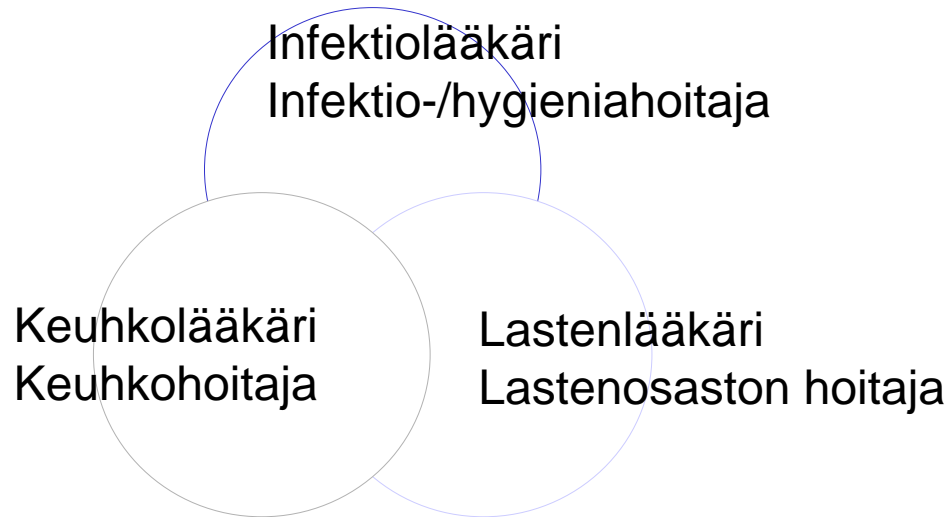 Infektiolääkäri
Infektio-/hygieniahoitaja
Keuhkolääkäri
Keuhkohoitaja
Lastenlääkäri
Lastenosaston hoitaja